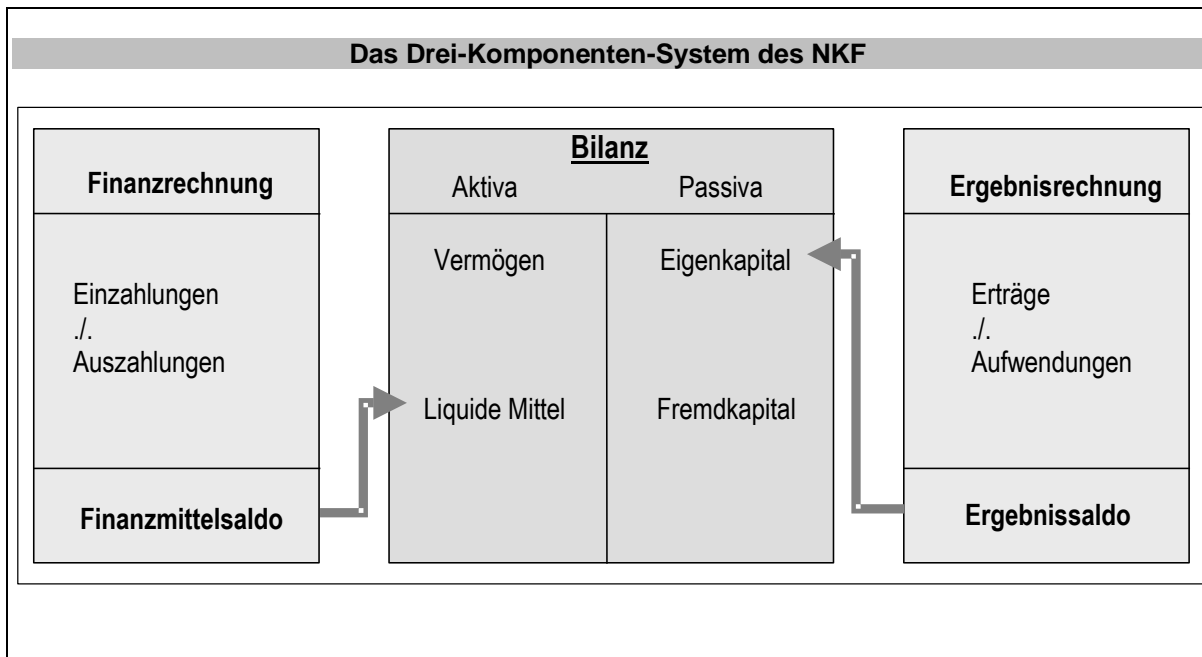 Das Drei-Komponenten-System des NKF
Finanzrechnung
Einzahlungen
./.
Auszahlungen
Finanzmittelsaldo
Bilanz
Aktiva Passiva
Vermögen Eigenkapital
Liquide Mittel Fremdkapital
Ergebnisrechnung
Erträge
./.
Aufwendungen
Ergebnissaldo